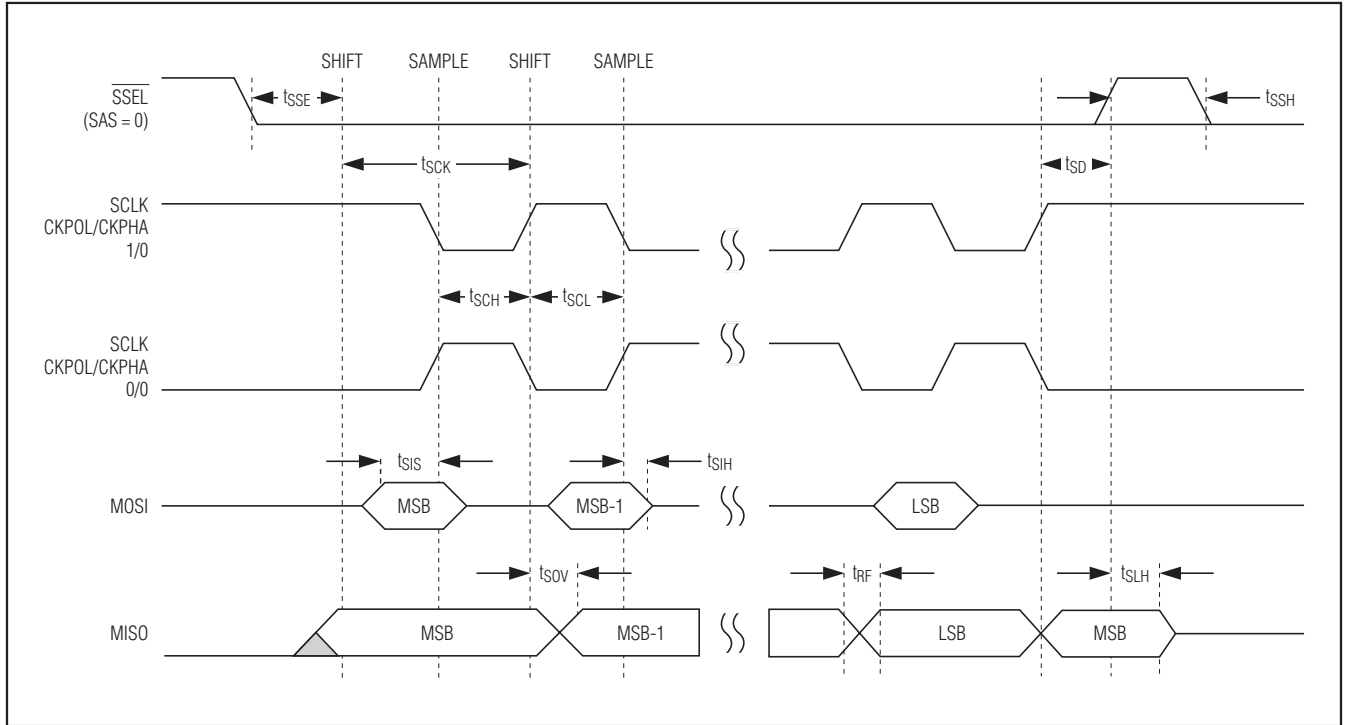 SHIFT SAMPLE SHIFT SAMPLE
SSEL
(SAS = 0)
tSSE
tSSH
tSCK
tSD
SCLK
CKPOL/CKPHA
1/0
tSCH
tSCL
SCLK
CKPOL/CKPHA
0/0
tSIS
tSIH
MOSI
MSB
MSB-1
LSB
tSOV
tRF
tSLH
MISO
MSB
MSB-1
LSB
MSB